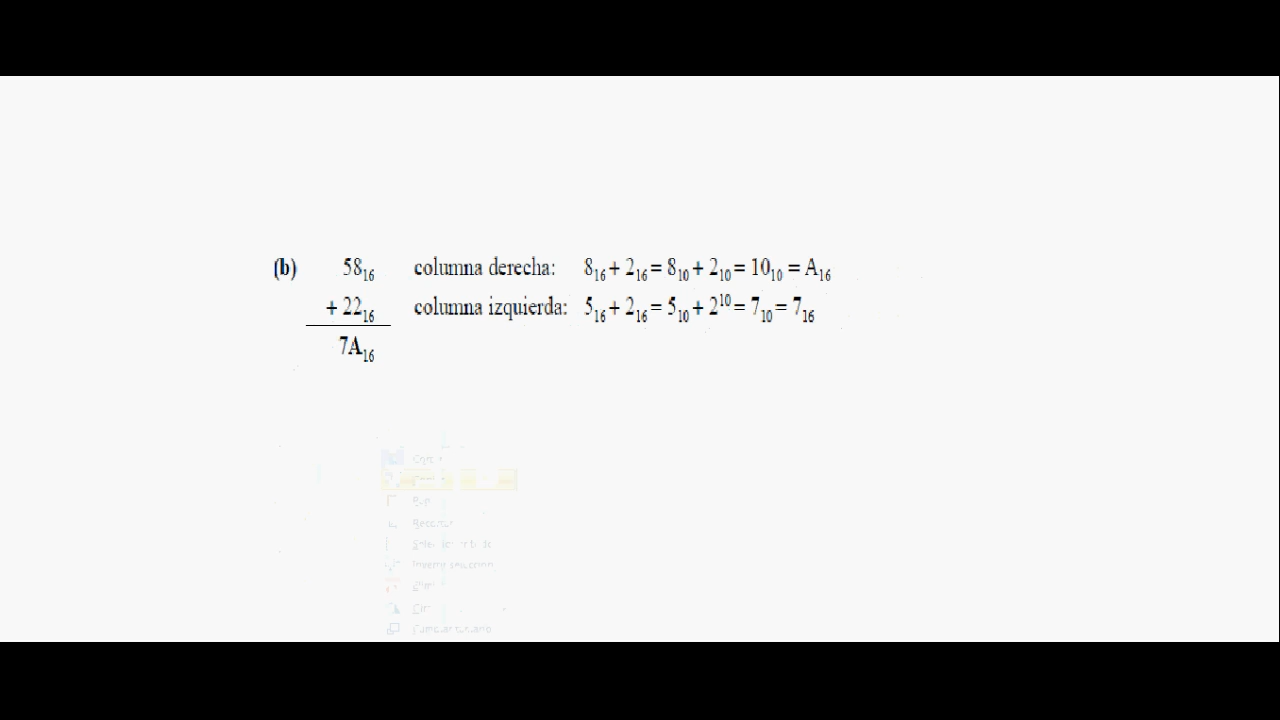 (b) 58₁₆ columna derecha: 8₁₆ + 2₁₆ = 8₁₀ + 2₁₀ = 10₁₀ = A₁₆
+ 22₁₆ columna izquierda: 5₁₆ + 2₁₆ = 5₁₀ + 2¹⁰ = 7₁₀ = 7₁₆
7A₁₆